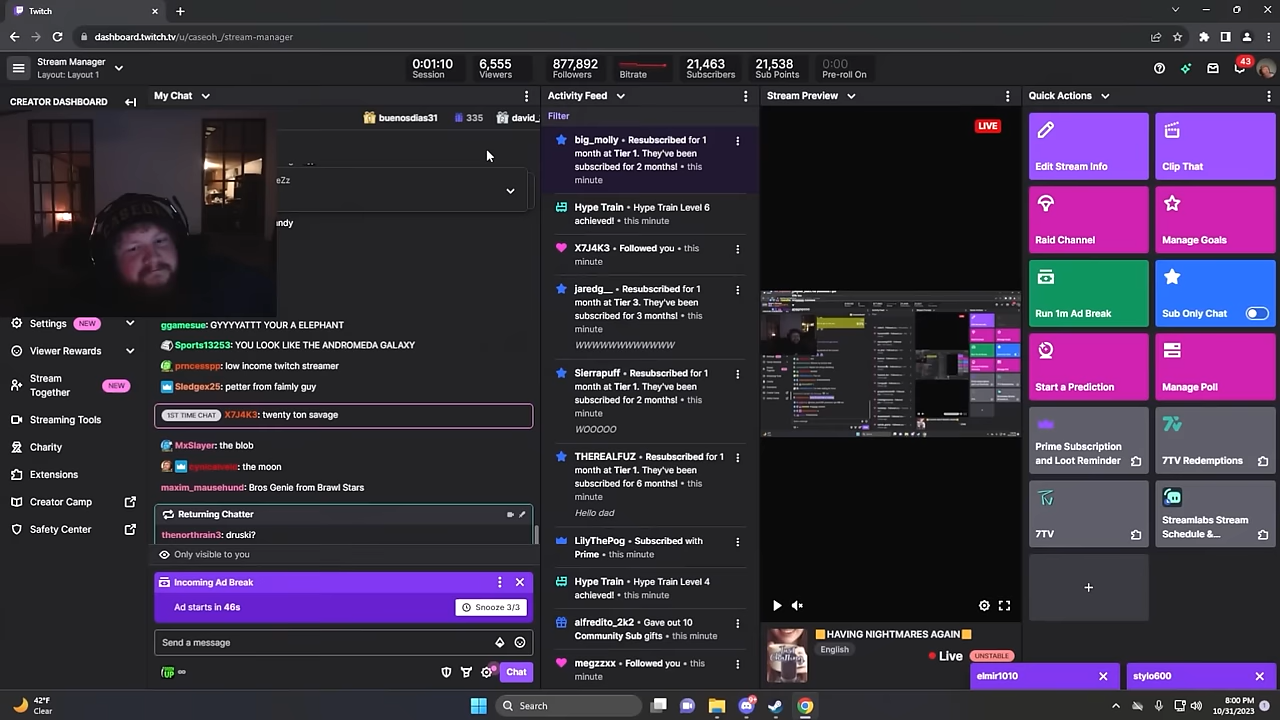 Twitch
dashboard.twitch.tv/u/caseoh_/stream-manager
Stream Manager
Layout: Layout 1
0:01:10
Session
6,555
Viewers
877,892
Followers
Bitrate
21,463
Subscribers
21,538
Sub Points
0:00
Pre-roll On
43
CREATOR DASHBOARD
Settings
NEW
Viewer Rewards
Stream
Together
NEW
Streaming Too
Charity
Extensions
Creator Camp
Safety Center
My Chat
buenosdias31
335
david_
eZz
andy
ggamesue: GYYYYATTT YOUR A ELEPHANT
Spiral1253: YOU LOOK LIKE THE ANDROMEDA GALAXY
princesspp: low income twitch stream
Sliceops25: petter from faimly guy
1ST TIME CHAT X7J4K3: twenty ton savage
MxSlayer: the blob
the moon
maxim_mausehund: Bros Genie from Brawl Stars
Returning Chatter
thenorthrain3: druski?
Only visible to you
Incoming Ad Break
Ad starts in 46s
Snooze 3/3
Send a message
Chat
Activity Feed
Filter
big_molly • Resubscribed for 1
month at Tier 1. They've been
subscribed for 2 months! • this
minute
Hype Train • Hype Train Level 6
achieved! • this minute
X7J4K3 • Followed you • this
minute
jaredg__ • Resubscribed for 1
month at Tier 3. They've been
subscribed for 3 months! • this
minute
Sierrapuff • Resubscribed for 1
month at Tier 1. They've been
subscribed for 2 months! • this
minute
WOOOOO
THEREALFUZ • Resubscribed for 1
month at Tier 1. They've been
subscribed for 6 months! • this
minute
Hello dad
LilyThePog • Subscribed with
Prime • this minute
Hype Train • Hype Train Level 4
achieved! • this minute
alfredito_2k2 • Gave out 10
Community Sub gifts • this minute
megzzxx • Followed you • this
minute
Stream Preview
LIVE
🟧HAVING NIGHTMARES AGAIN🟧
English
Live
UNSTABLE
Quick Actions
Edit Stream Info
Clip That
Raid Channel
Manage Goals
Run 1m Ad Break
Sub Only Chat
Start a Prediction
Manage Poll
Prime Subscription
and Loot Reminder
7TV Redemptions
7TV
Streamlabs Stream
Schedule &...
+
elmir1010
stylo600
42°F
Clear
Search
8:00 PM
10/31/2023